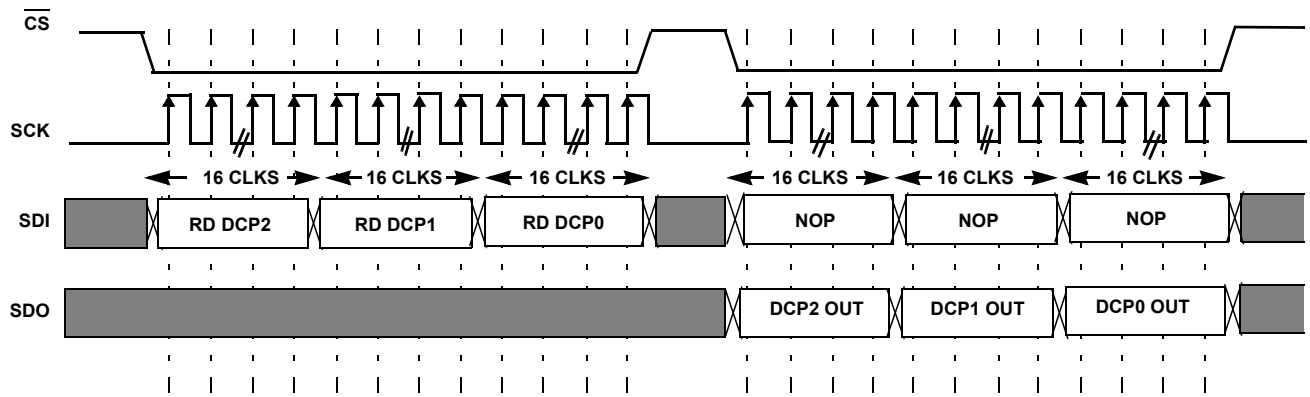 CS
SCK
16 CLKS 16 CLKS 16 CLKS 16 CLKS 16 CLKS 16 CLKS
SDI RD DCP2 RD DCP1 RD DCP0 NOP NOP NOP
SDO DCP2 OUT DCP1 OUT DCP0 OUT